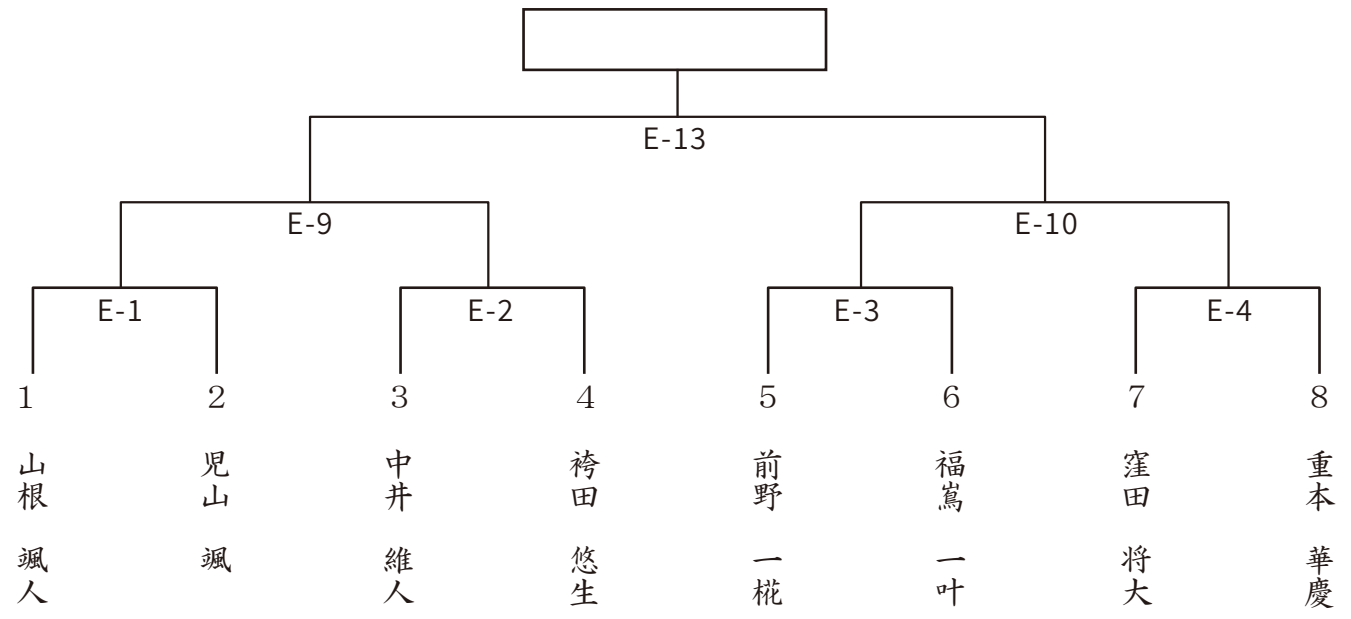 E-13
E-9
E-10
E-1
E-2
E-3
E-4
1
2
3
4
5
6
7
8
山根 颯人
児山 颯
中井 維人
袴田 悠生
前野 一椛
福嶌 一叶
窪田 将大
重本 華慶